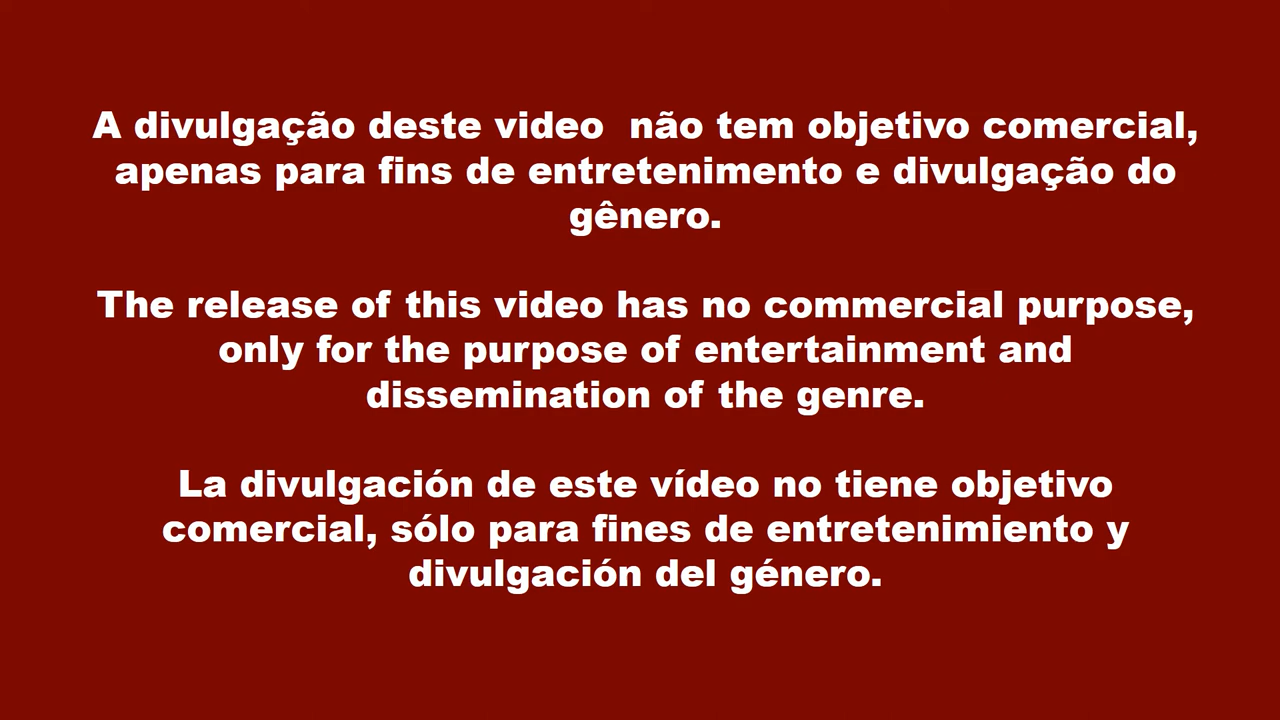 A divulgação deste video  não tem objetivo comercial,
apenas para fins de entretenimento e divulgação do
gênero.
The release of this video has no commercial purpose,
only for the purpose of entertainment and
dissemination of the genre.
La divulgación de este vídeo no tiene objetivo
comercial, sólo para fines de entretenimiento y
divulgación del género.